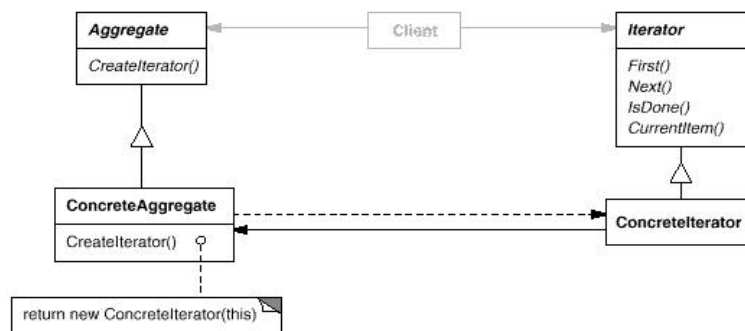 Aggregate
CreateIterator()
Client
Iterator
First()
Next()
IsDone()
CurrentItem()
ConcreteAggregate
CreateIterator()
ConcreteIterator
return new ConcreteIterator(this)